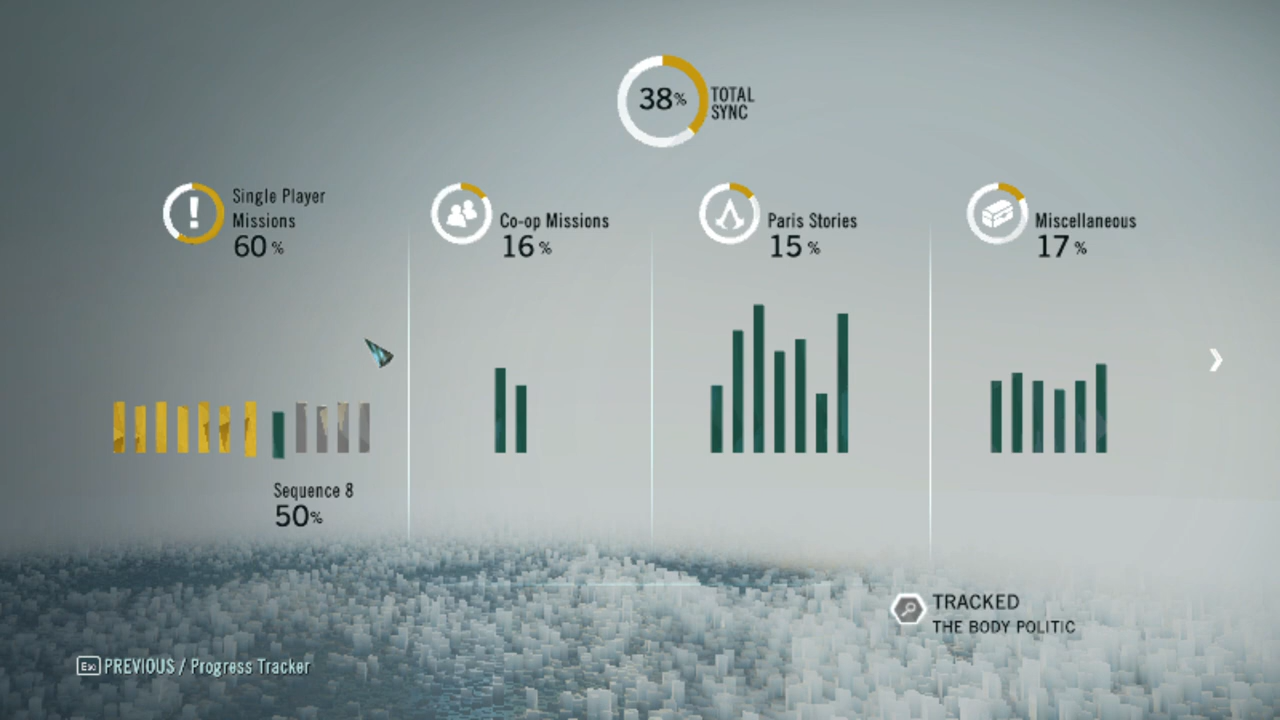 38%
TOTAL
SYNC
Single Player
Missions
60%
Co-op Missions
16%
Paris Stories
15%
Miscellaneous
17%
Sequence 8
50%
TRACKED
THE BODY POLITIC
Esc PREVIOUS / Progress Tracker